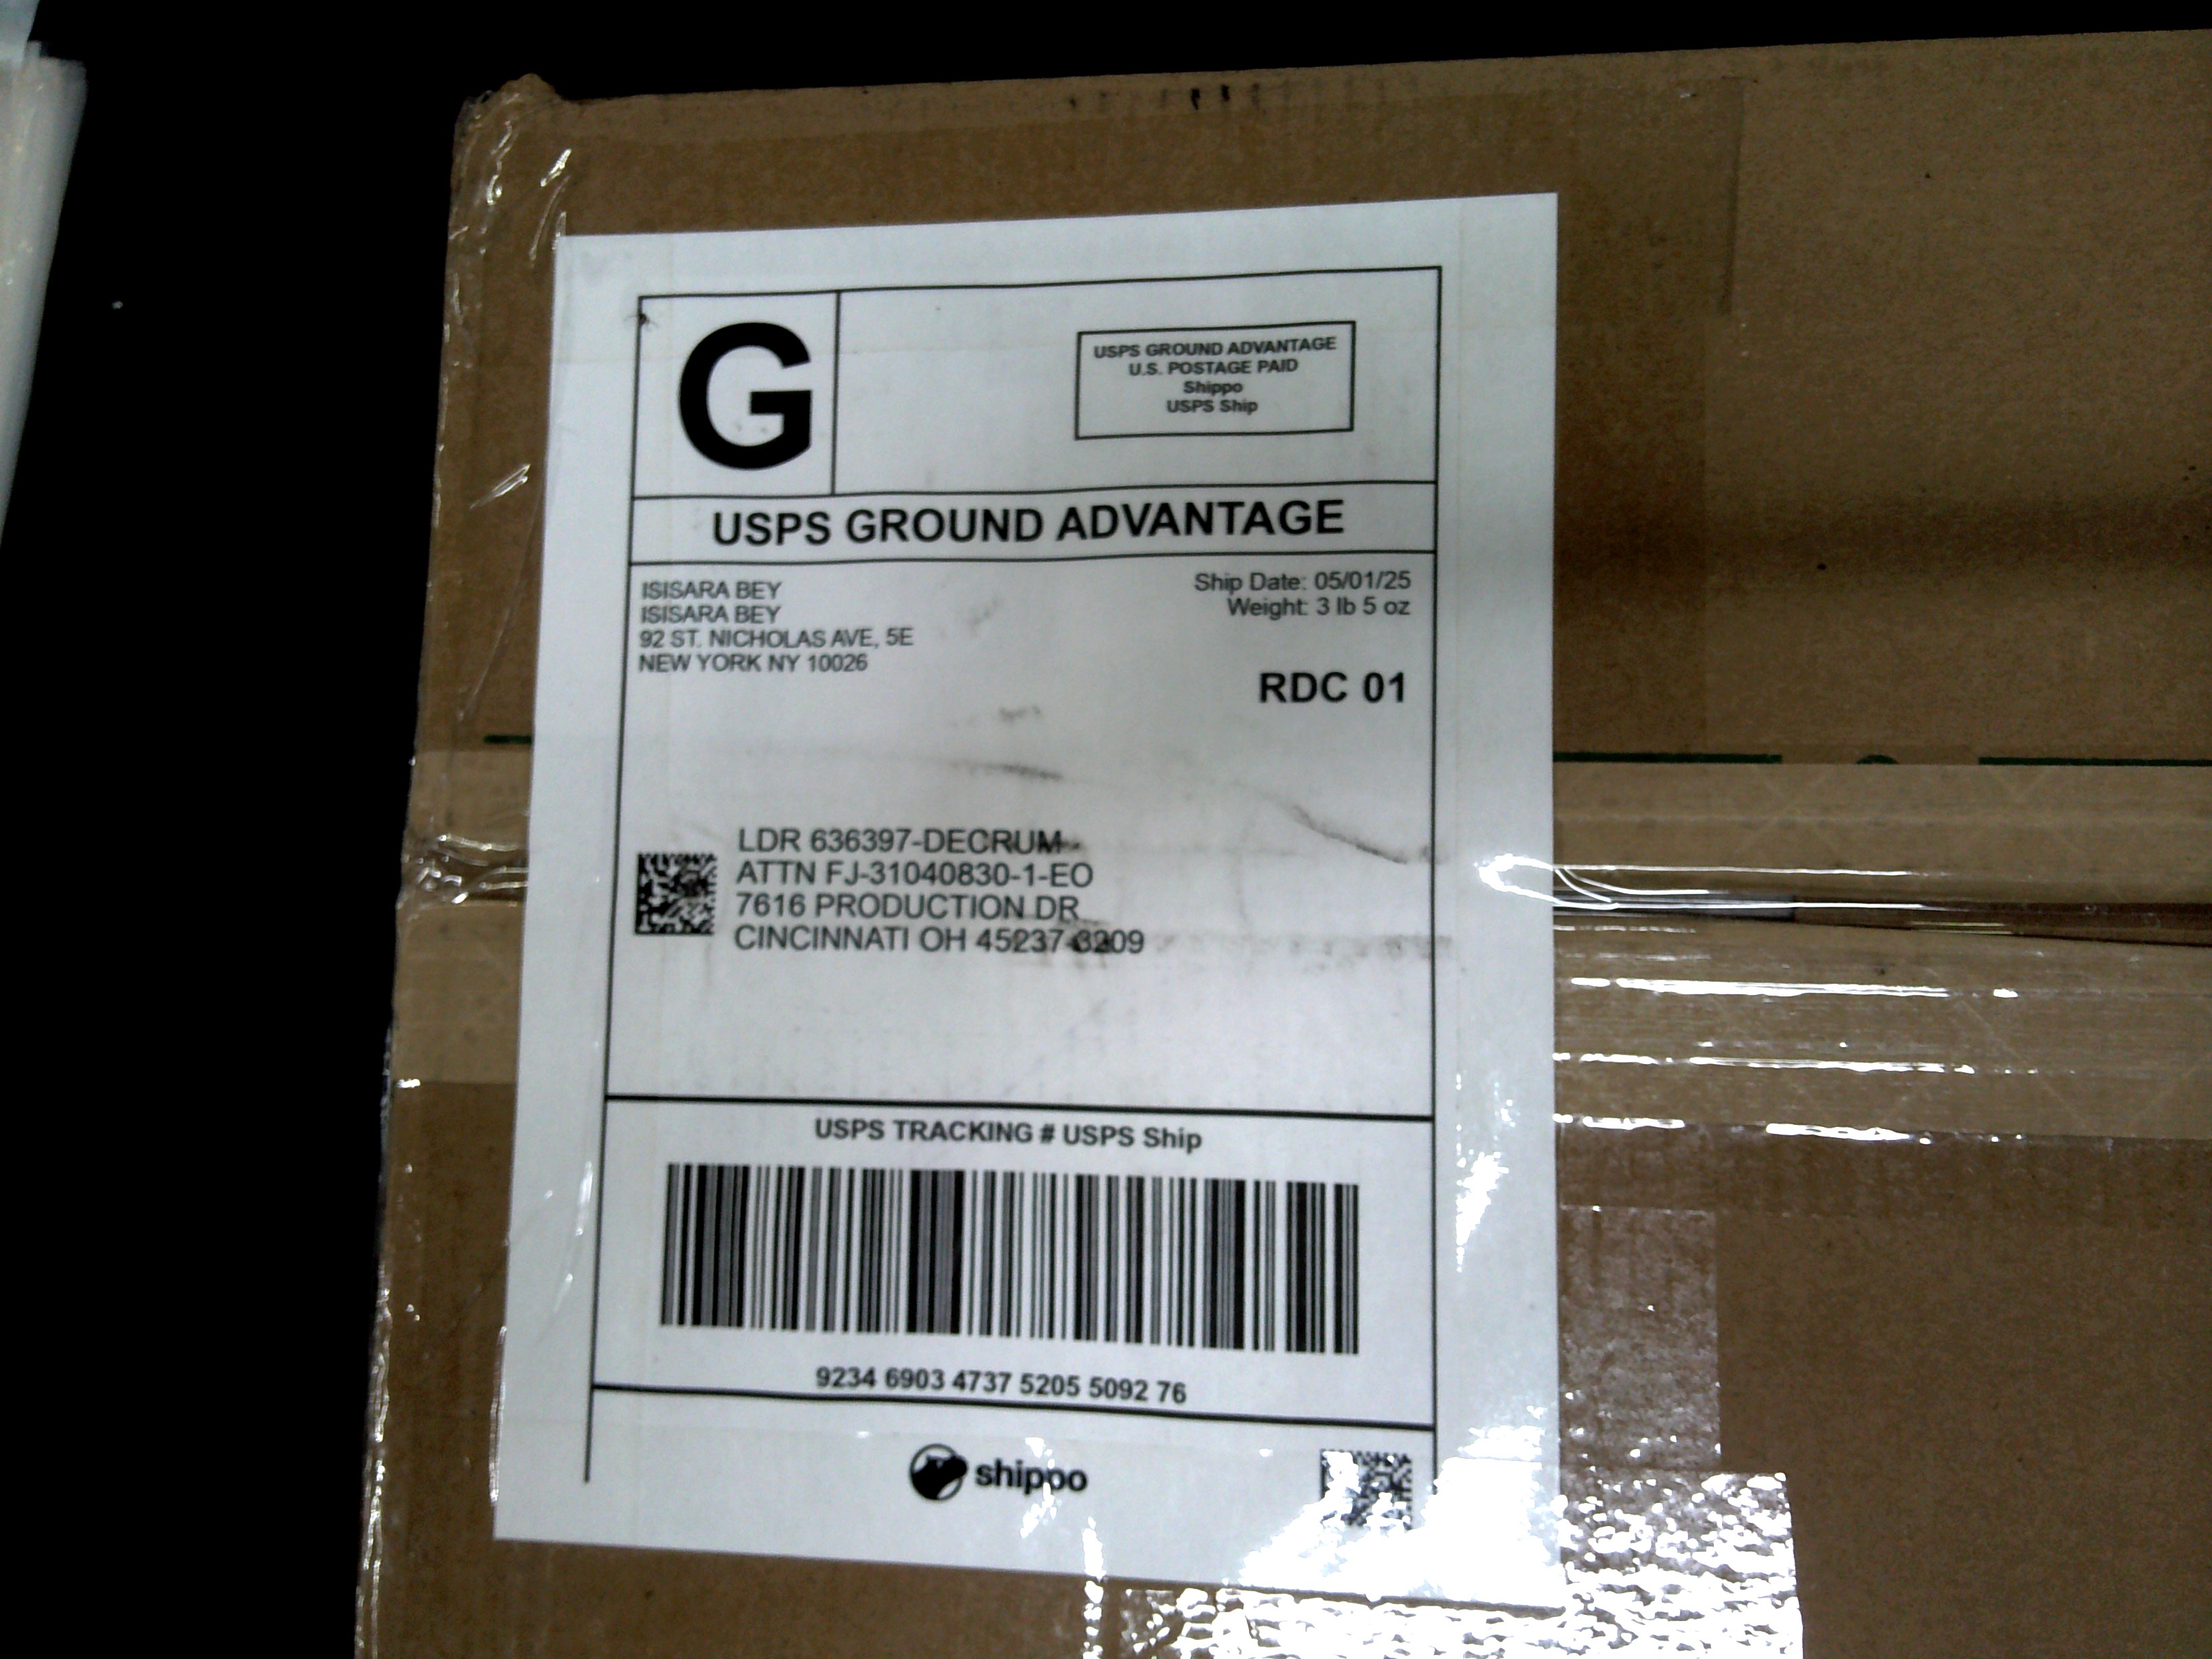 G
USPS GROUND ADVANTAGE
U.S. POSTAGE PAID
Shippo
USPS Ship
USPS GROUND ADVANTAGE
ISISARA BEY
ISISARA BEY
92 ST. NICHOLAS AVE, 5E
NEW YORK NY 10026
Ship Date: 05/01/25
Weight: 3 lb 5 oz
RDC 01
LDR 636397-DECRUM
ATTN FJ-31040830-1-EO
7616 PRODUCTION DR
CINCINNATI OH 45237-3209
USPS TRACKING # USPS Ship
9234 6903 4737 5205 5092 76
shippo